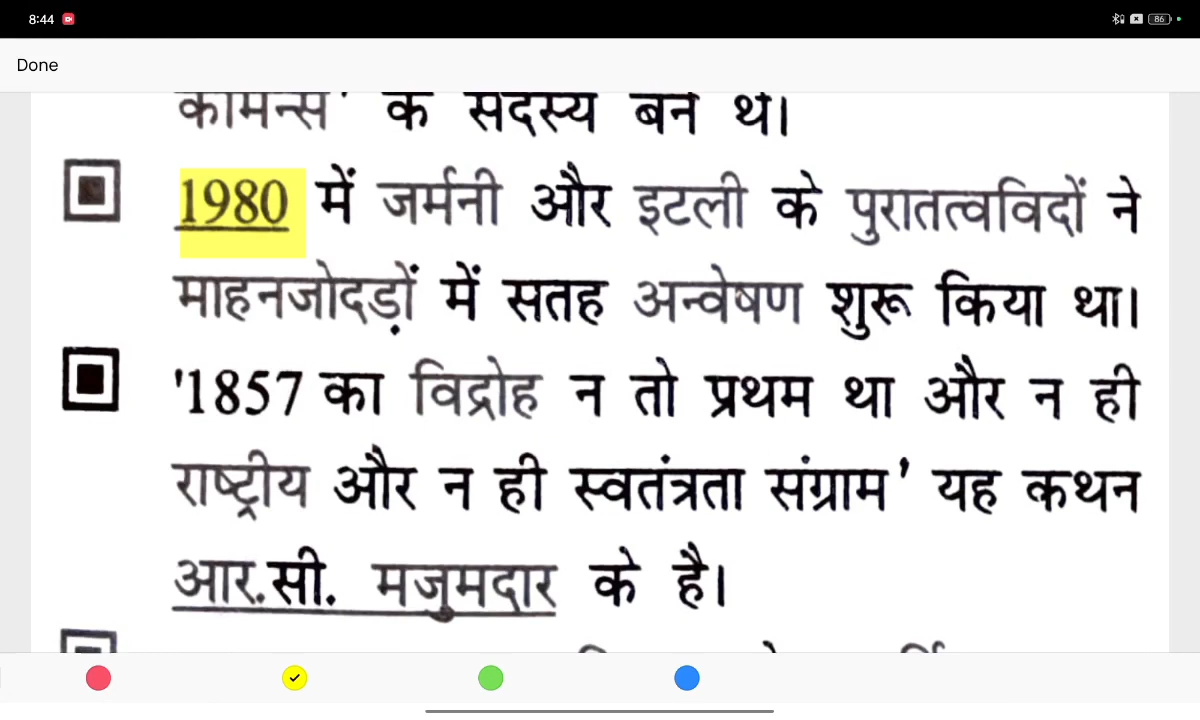 8:44
86
Done
कॉमन्स' के सदस्य बने थे।
1980 में जर्मनी और इटली के पुरातत्वविदों ने
माहनजोदड़ों में सतह अन्वेषण शुरू किया था।
'1857 का विद्रोह न तो प्रथम था और न ही
राष्ट्रीय और न ही स्वतंत्रता संग्राम' यह कथन
आर.सी. मजुमदार के है।